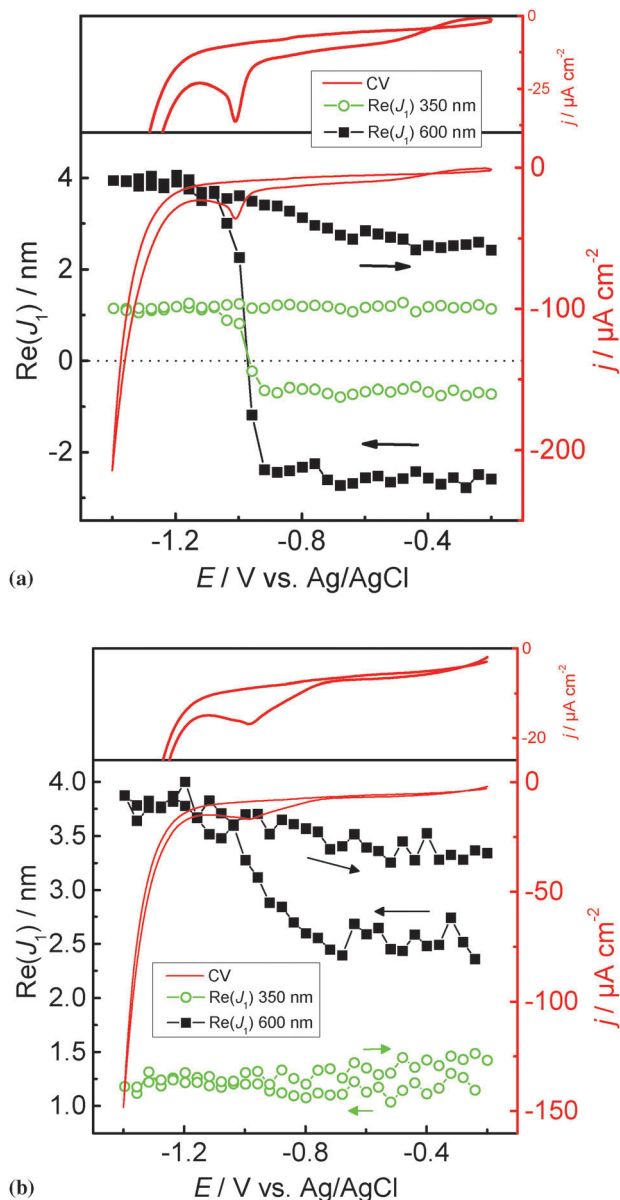 0
-25
j / µA cm⁻²
CV
Re(J₁) 350 nm
Re(J₁) 600 nm
4
2
0
-2
Re(J₁) / nm
0
-100
-200
j / µA cm⁻²
-1.2
-0.8
-0.4
E / V vs. Ag/AgCl
(a)
0
-20
j / µA cm⁻²
4.0
3.5
3.0
2.5
2.0
1.5
1.0
Re(J₁) / nm
CV
Re(J₁) 350 nm
Re(J₁) 600 nm
0
-50
-100
-150
j / µA cm⁻²
-1.2
-0.8
-0.4
E / V vs. Ag/AgCl
(b)